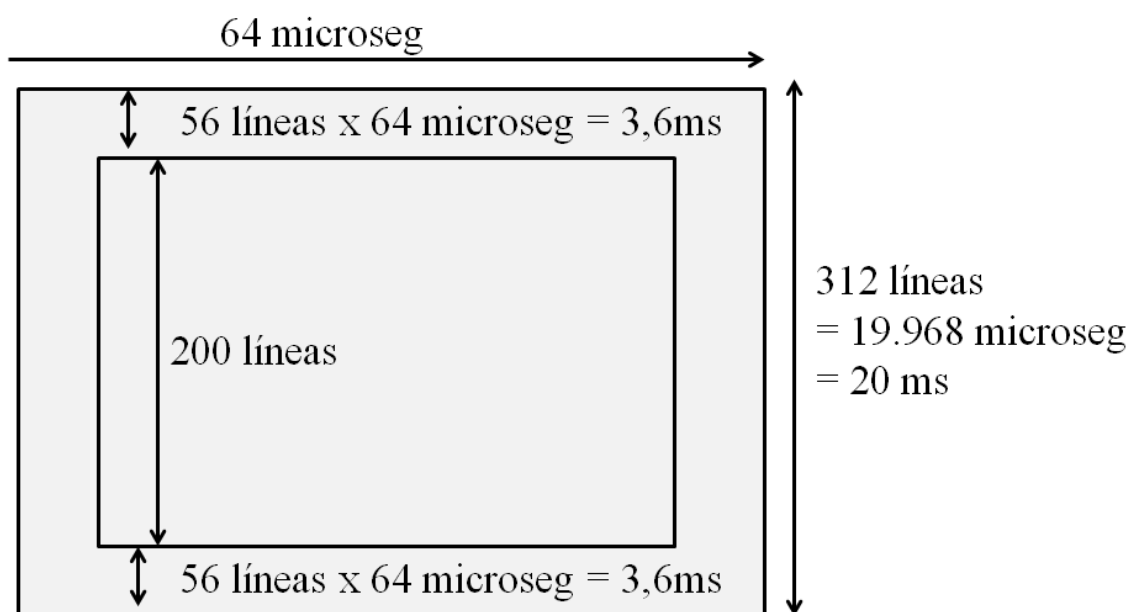 64 microseg
56 líneas x 64 microseg = 3,6ms
200 líneas
312 líneas
= 19.968 microseg
= 20 ms
56 líneas x 64 microseg = 3,6ms